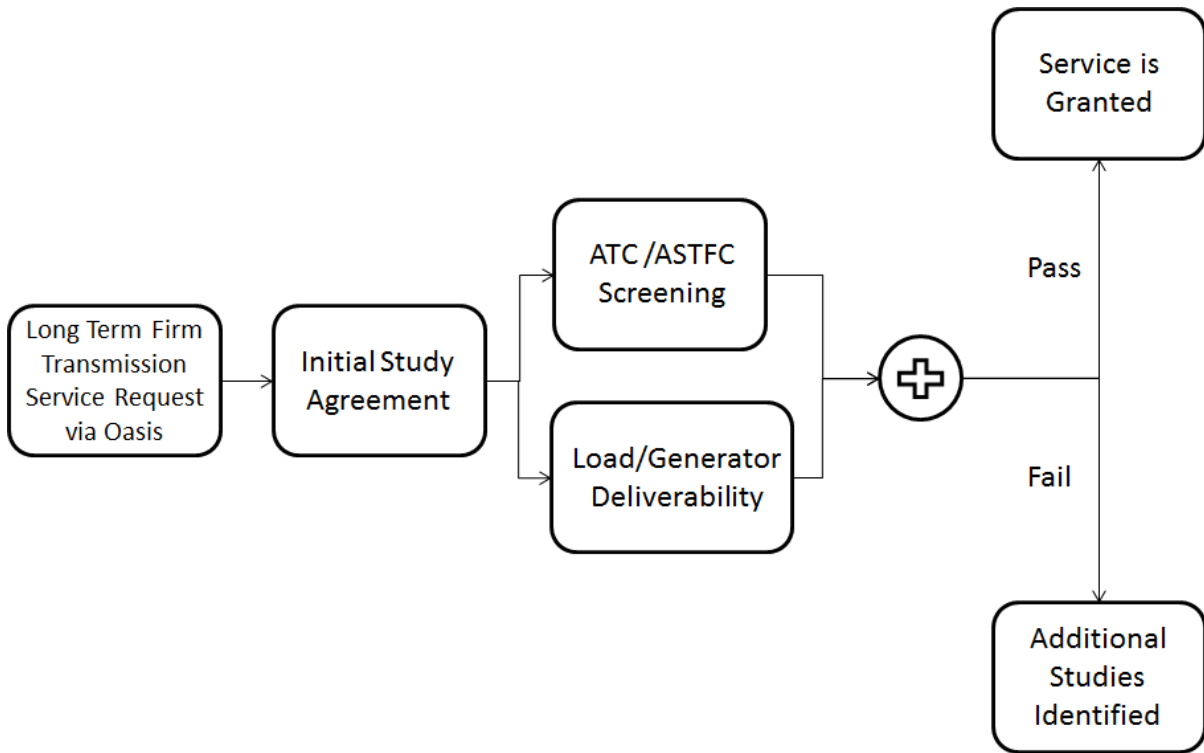 Long Term Firm
Transmission
Service Request
via Oasis
Initial Study
Agreement
ATC /ASTFC
Screening
Load/Generator
Deliverability
Pass
Fail
Service is
Granted
Additional
Studies
Identified